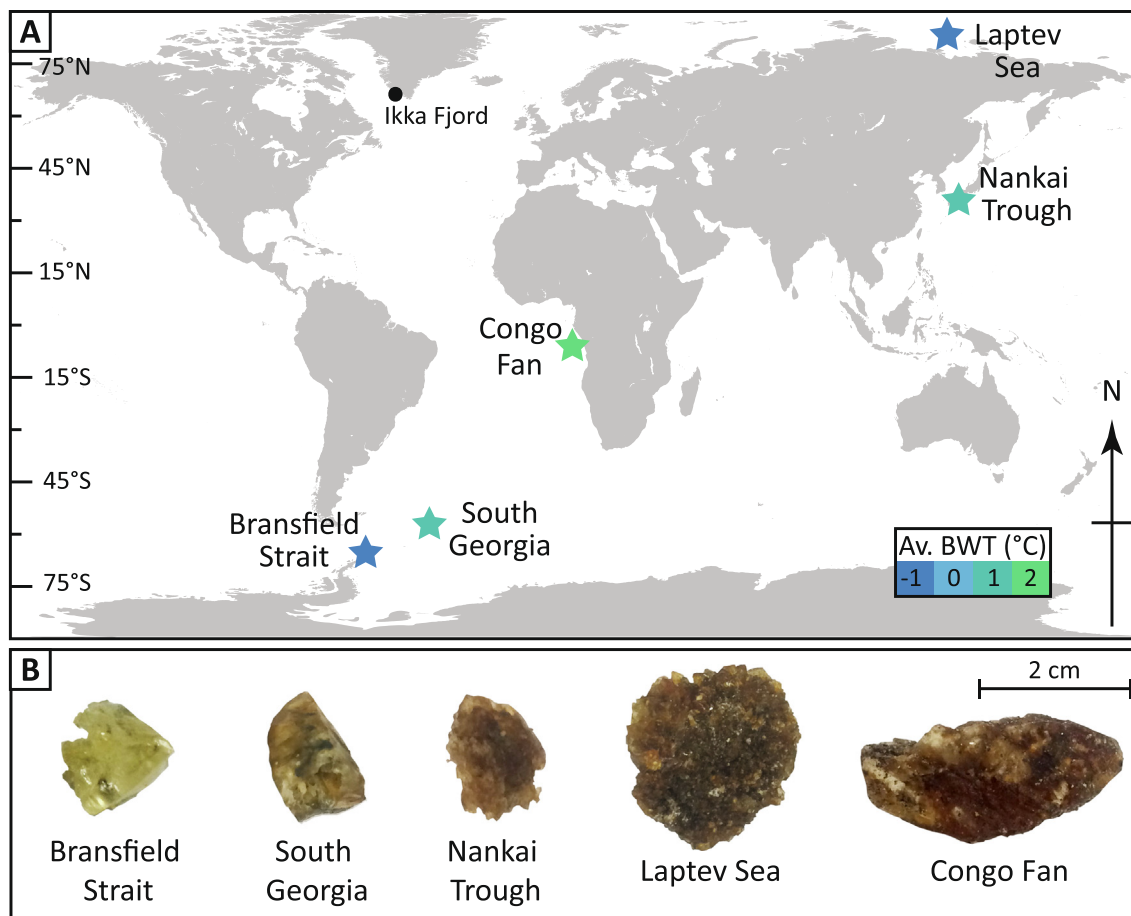 A
75°N
45°N
15°N
15°S
45°S
75°S
Laptev
Sea
Ikka Fjord
Nankai
Trough
Congo
Fan
N
South
Georgia
Bransfield
Strait
Av. BWT (°C)
-1 0 1 2
B
2 cm
Bransfield
Strait
South
Georgia
Nankai
Trough
Laptev Sea
Congo Fan